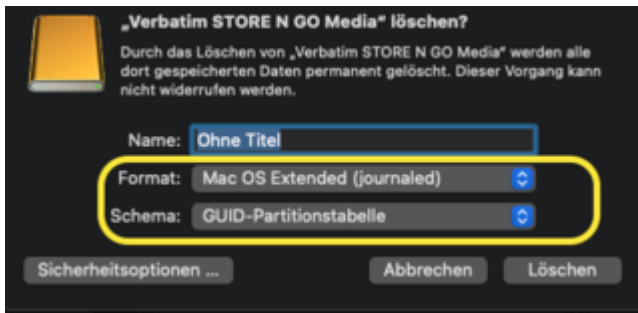 „Verbatim STORE N GO Media“ löschen?
Durch das Löschen von „Verbatim STORE N GO Media“ werden alle
dort gespeicherten Daten permanent gelöscht. Dieser Vorgang kann
nicht widerrufen werden.
Name: Ohne Titel
Format: Mac OS Extended (journaled)
Schema: GUID-Partitionstabelle
Sicherheitsoptionen ... Abbrechen Löschen